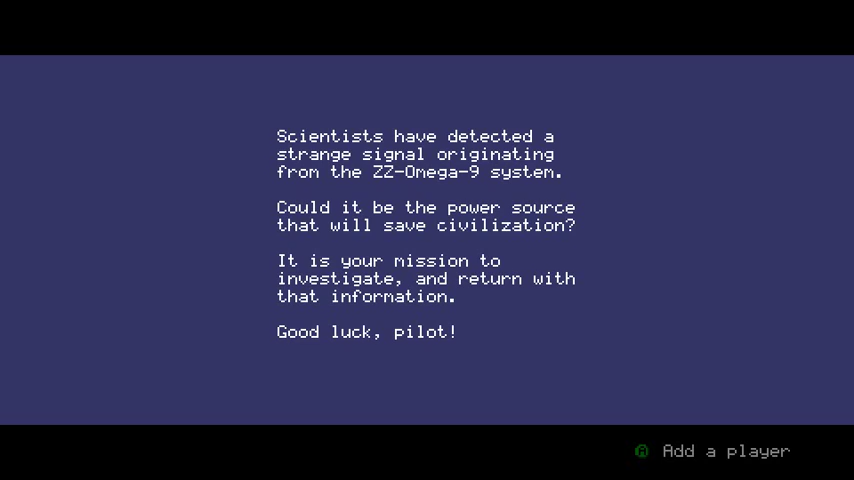 Scientists have detected a
strange signal originating
from the ZZ-Omega-9 system.
Could it be the power source
that will save civilization?
It is your mission to
investigate, and return with
that information.
Good luck, pilot!
A Add a player